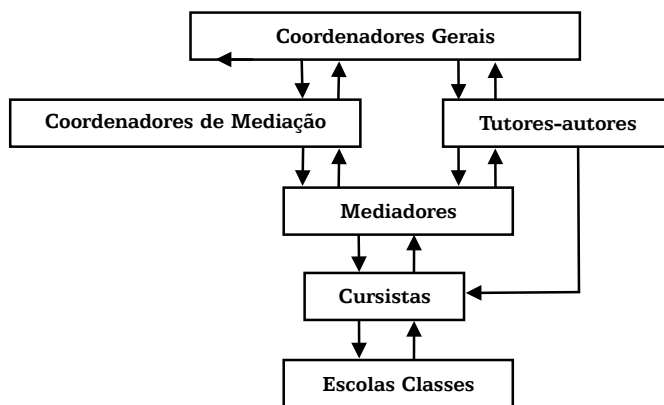 Coordenadores Gerais
Coordenadores de Mediação
Tutores-autores
Mediadores
Cursistas
Escolas Classes